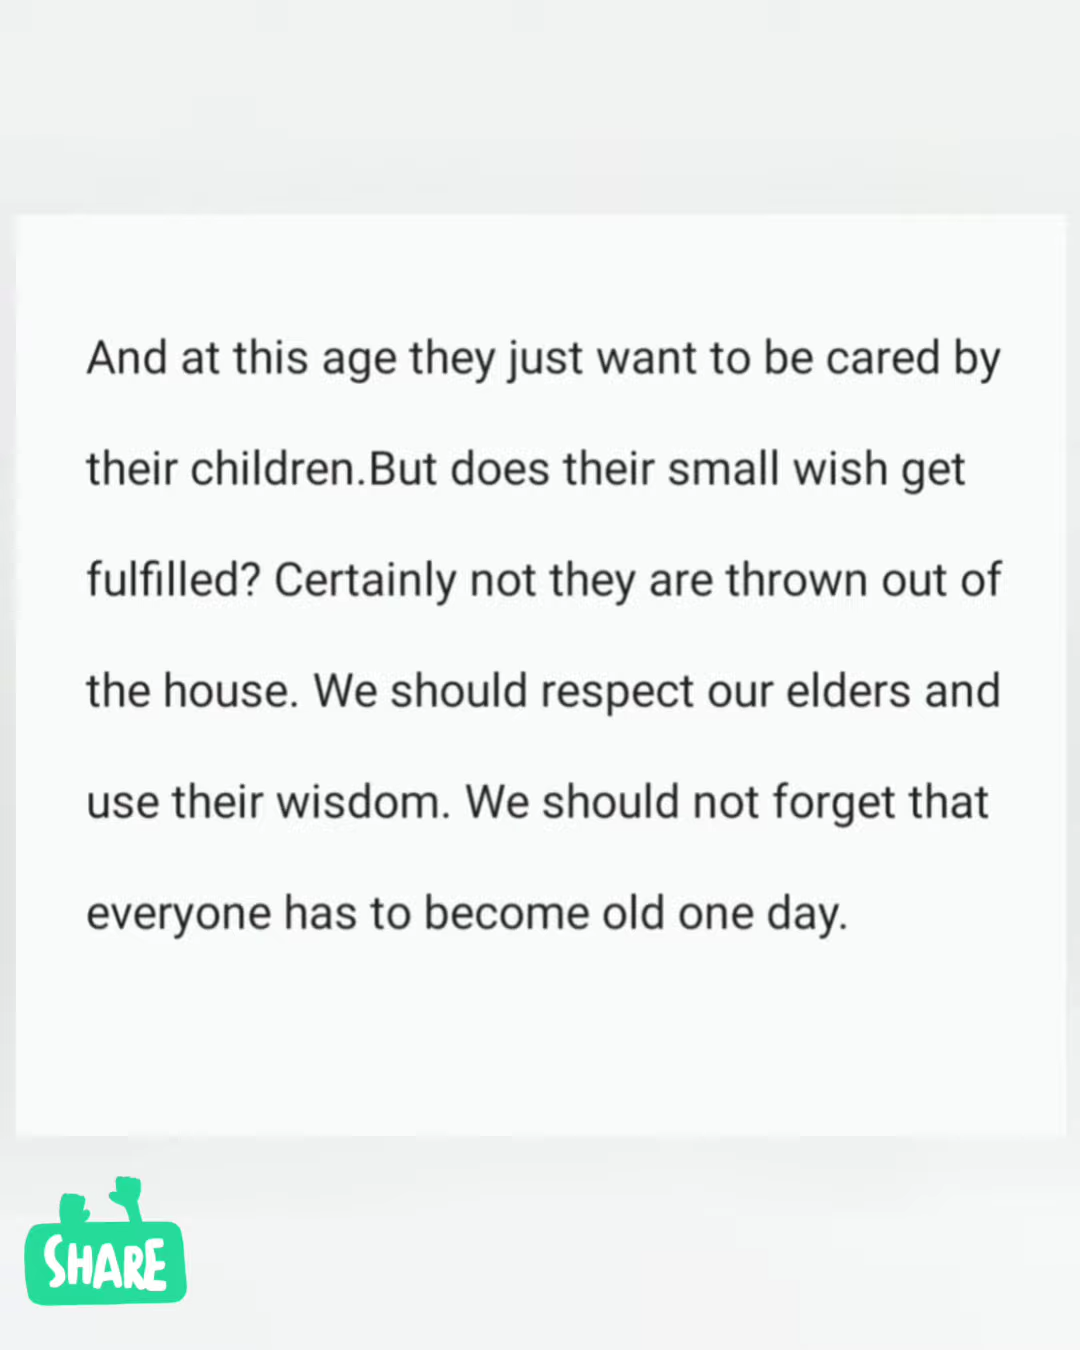 And at this age they just want to be cared by
their children.But does their small wish get
fulfilled? Certainly not they are thrown out of
the house. We should respect our elders and
use their wisdom. We should not forget that
everyone has to become old one day.
SHARE